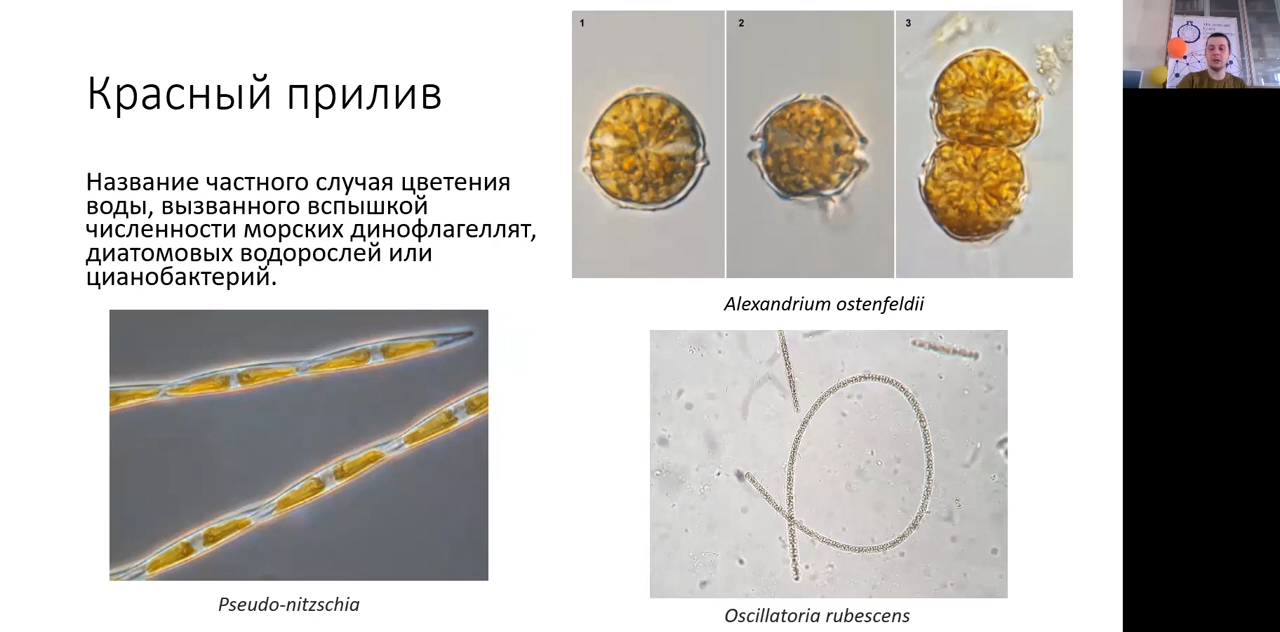 Красный прилив
Название частного случая цветения
воды, вызванного вспышкой
численности морских динофлагеллят,
диатомовых водорослей или
цианобактерий.
1
2
3
Alexandrium ostenfeldii
Pseudo-nitzschia
Oscillatoria rubescens